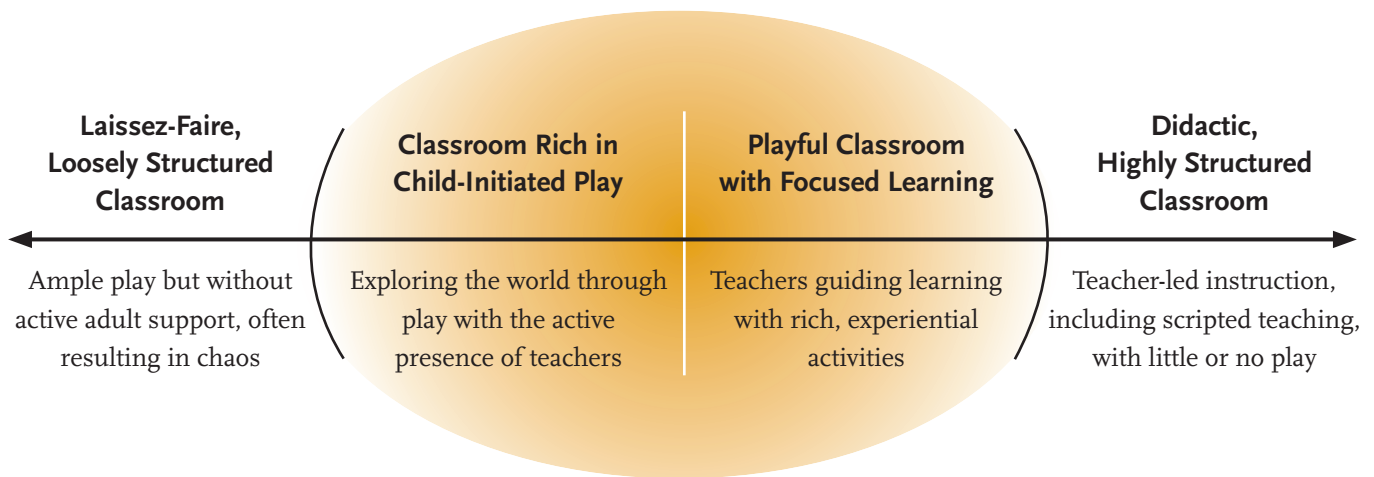 Laissez-Faire,
Loosely Structured
Classroom
Ample play but without
active adult support, often
resulting in chaos
Classroom Rich in
Child-Initiated Play
Exploring the world through
play with the active
presence of teachers
Playful Classroom
with Focused Learning
Teachers guiding learning
with rich, experiential
activities
Didactic,
Highly Structured
Classroom
Teacher-led instruction,
including scripted teaching,
with little or no play